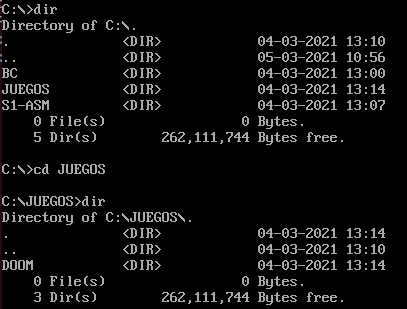 C:\>dir
Directory of C:\.
.              <DIR>            04-03-2021 13:10
..             <DIR>            05-03-2021 10:56
BC             <DIR>            04-03-2021 13:00
JUEGOS         <DIR>            04-03-2021 13:14
S1-ASM         <DIR>            04-03-2021 13:07
    0 File(s)                 0 Bytes.
    5 Dir(s)        262,111,744 Bytes free.
C:\>cd JUEGOS
C:\JUEGOS>dir
Directory of C:\JUEGOS\.
.              <DIR>            04-03-2021 13:14
..             <DIR>            04-03-2021 13:10
DOOM           <DIR>            04-03-2021 13:14
    0 File(s)                 0 Bytes.
    3 Dir(s)        262,111,744 Bytes free.